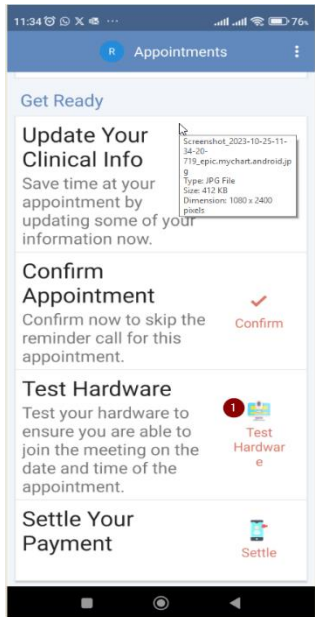 11:34 X ··· 76%
R Appointments
Get Ready
Update Your
Clinical Info
Save time at your
appointment by
updating some of your
information now.
Screenshot_2023-10-25-11-
34-20-
719_epic.mychart.android.jp
g
Type: JPG File
Size: 412 KB
Dimension: 1080 x 2400
pixels
Confirm
Appointment
Confirm now to skip the
reminder call for this
appointment.
Confirm
Test Hardware
Test your hardware to
ensure you are able to
join the meeting on the
date and time of the
appointment.
1
Test
Hardwar
e
Settle Your
Payment
Settle